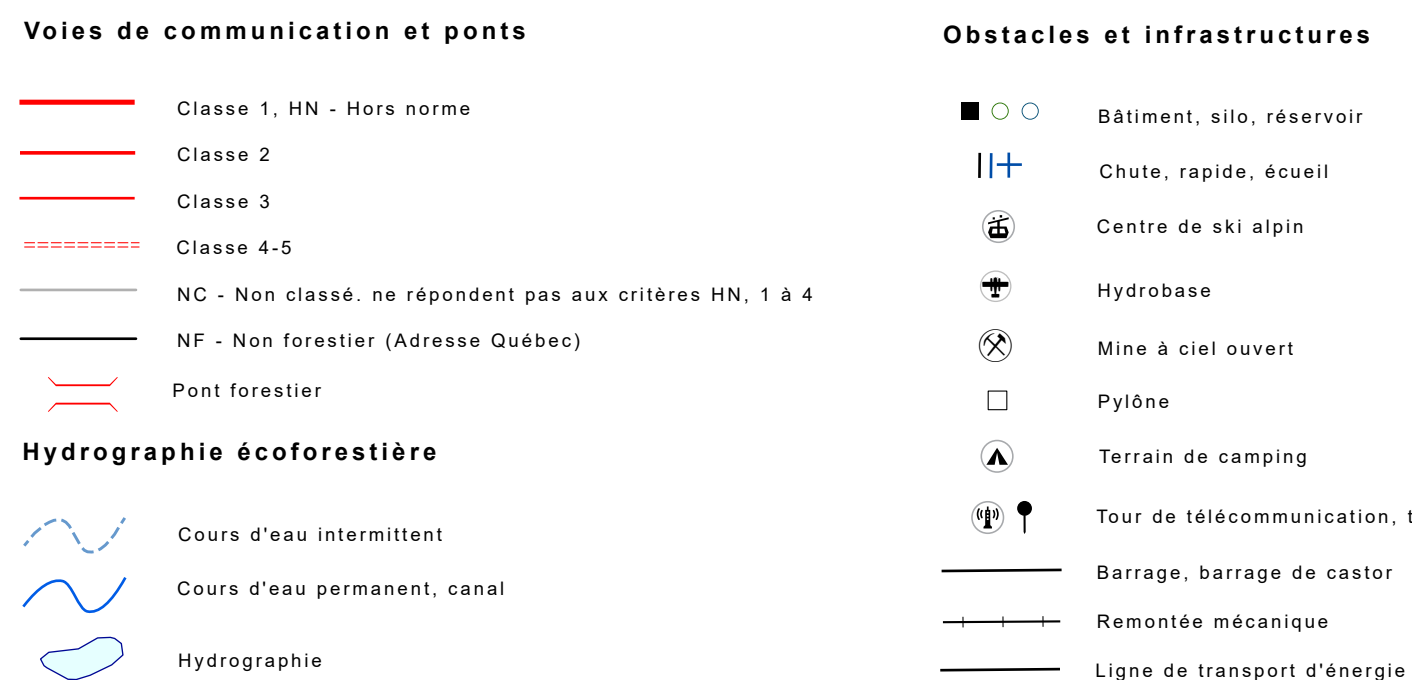 Voies de communication et ponts
Classe 1, HN - Hors norme
Classe 2
Classe 3
Classe 4-5
NC - Non classé. ne répondent pas aux critères HN, 1 à 4
NF - Non forestier (Adresse Québec)
Pont forestier
Hydrographie écoforestière
Cours d'eau intermittent
Cours d'eau permanent, canal
Hydrographie
Obstacles et infrastructures
Bâtiment, silo, réservoir
Chute, rapide, écueil
Centre de ski alpin
Hydrobase
Mine à ciel ouvert
Pylône
Terrain de camping
Tour de télécommunication,
Barrage, barrage de castor
Remontée mécanique
Ligne de transport d'énergie